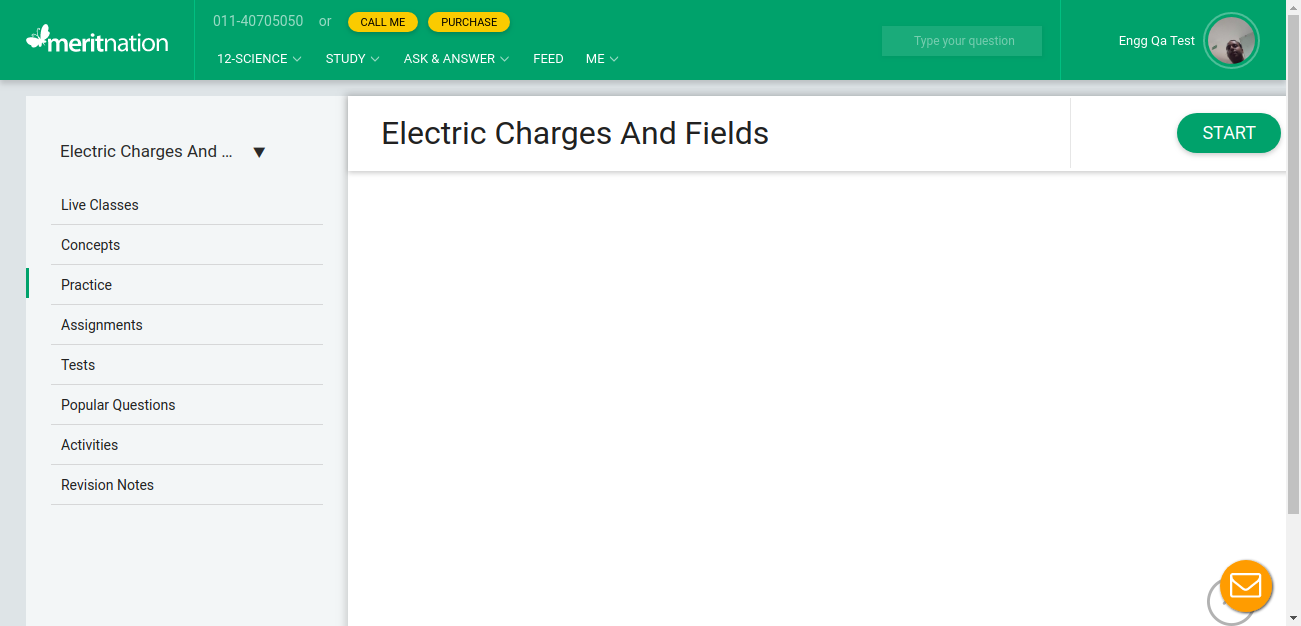 meritnation
011-40705050 or CALL ME PURCHASE
12-SCIENCE STUDY ASK & ANSWER FEED ME
Type your question
Engg Qa Test
Electric Charges And ...
Live Classes
Concepts
Practice
Assignments
Tests
Popular Questions
Activities
Revision Notes
Electric Charges And Fields
START